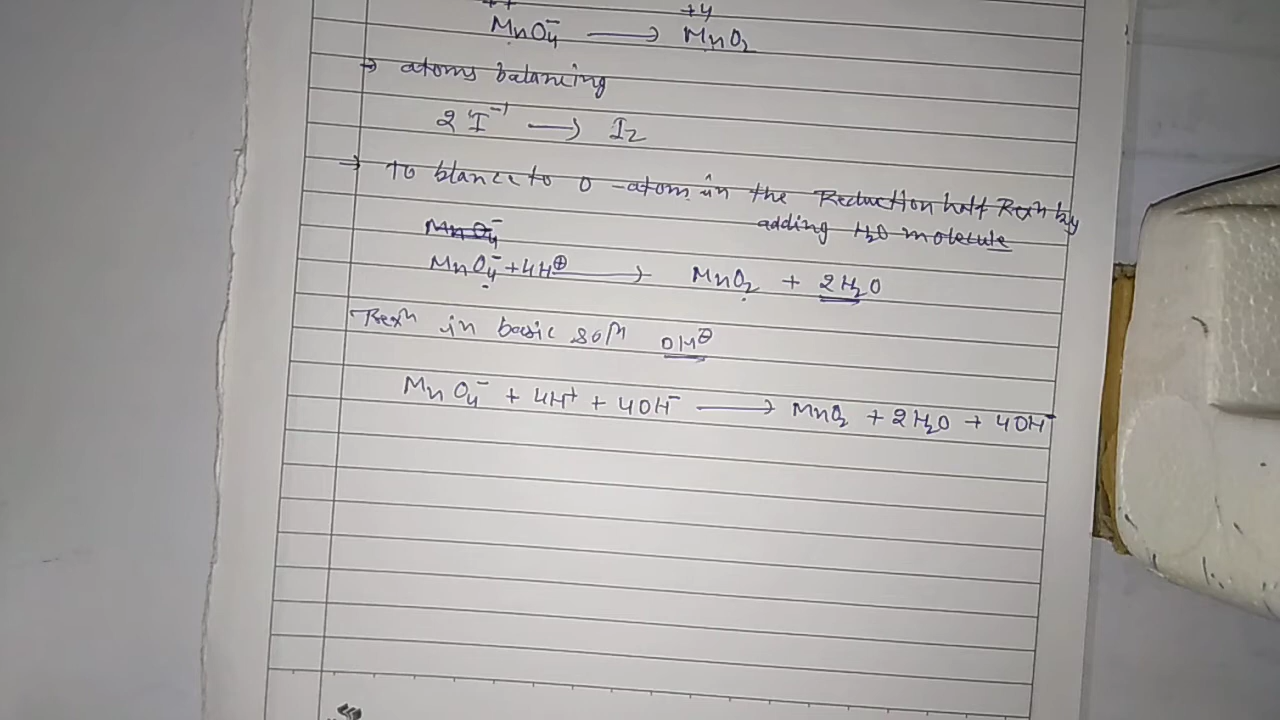 +4
MnO₄⁻ ⟶ MnO₂
→ atoms balancing
2 I⁻¹ ⟶ I₂
→ to blance to O -atom in the Reduction half Rexn by
adding H₂O molecule
MnO₄⁻
MnO₄⁻ + 4H⊕ ⟶ MnO₂ + 2H₂O
Rexn in basic solⁿ OH⊖
MnO₄⁻ + 4H⁺ + 4OH⁻ ⟶ MnO₂ + 2H₂O + 4OH⁻